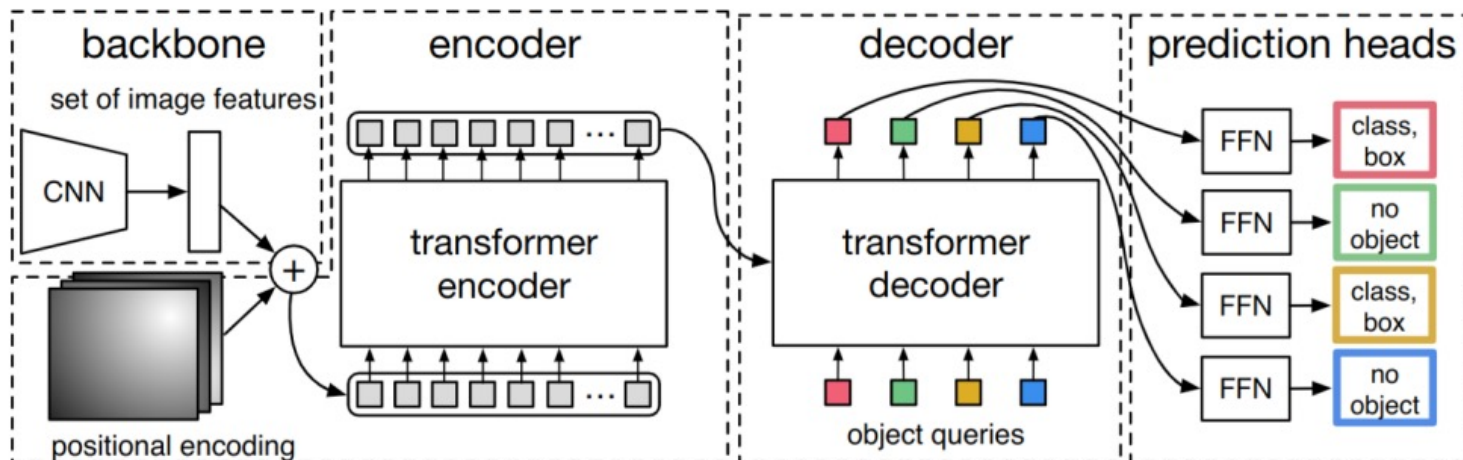 backbone
set of image features
CNN
+
positional encoding
encoder
...
transformer
encoder
...
decoder
transformer
decoder
object queries
prediction heads
FFN
class,
box
FFN
no
object
FFN
class,
box
FFN
no
object